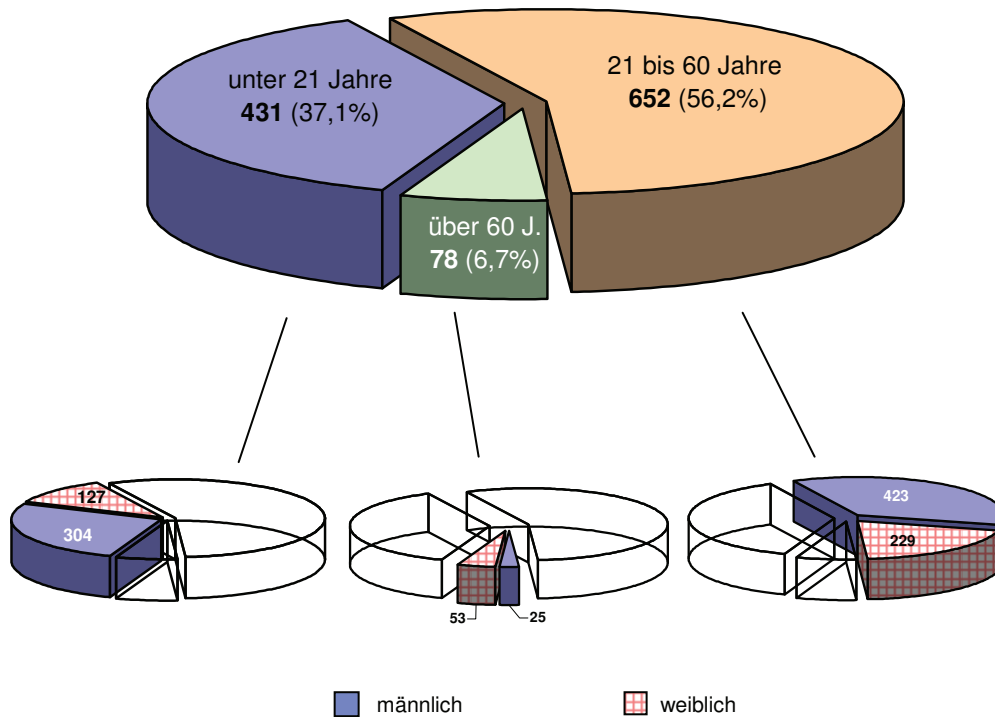 unter 21 Jahre
431 (37,1%)
21 bis 60 Jahre
652 (56,2%)
über 60 J.
78 (6,7%)
127
304
53
25
423
229
männlich
weiblich